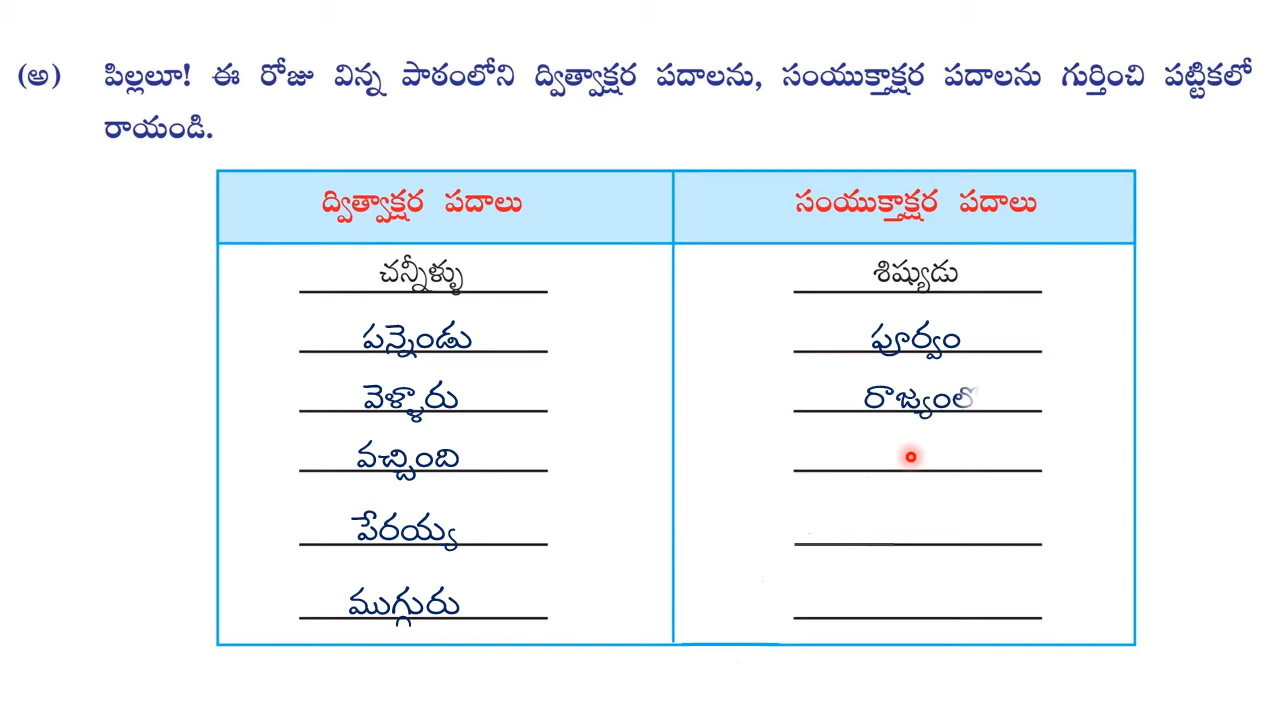 (అ) పిల్లలూ! ఈ రోజు విన్న పాఠంలోని ద్విత్వాక్షర పదాలను, సంయుక్తాక్షర పదాలను గుర్తించి పట్టికలో
రాయండి.
ద్విత్వాక్షర పదాలు సంయుక్తాక్షర పదాలు
చన్నీళ్ళు శిష్యుడు
పన్నెండు పూర్వం
వెళ్ళారు రాజ్యంలో
వచ్చింది
పేరయ్య
ముగ్గురు